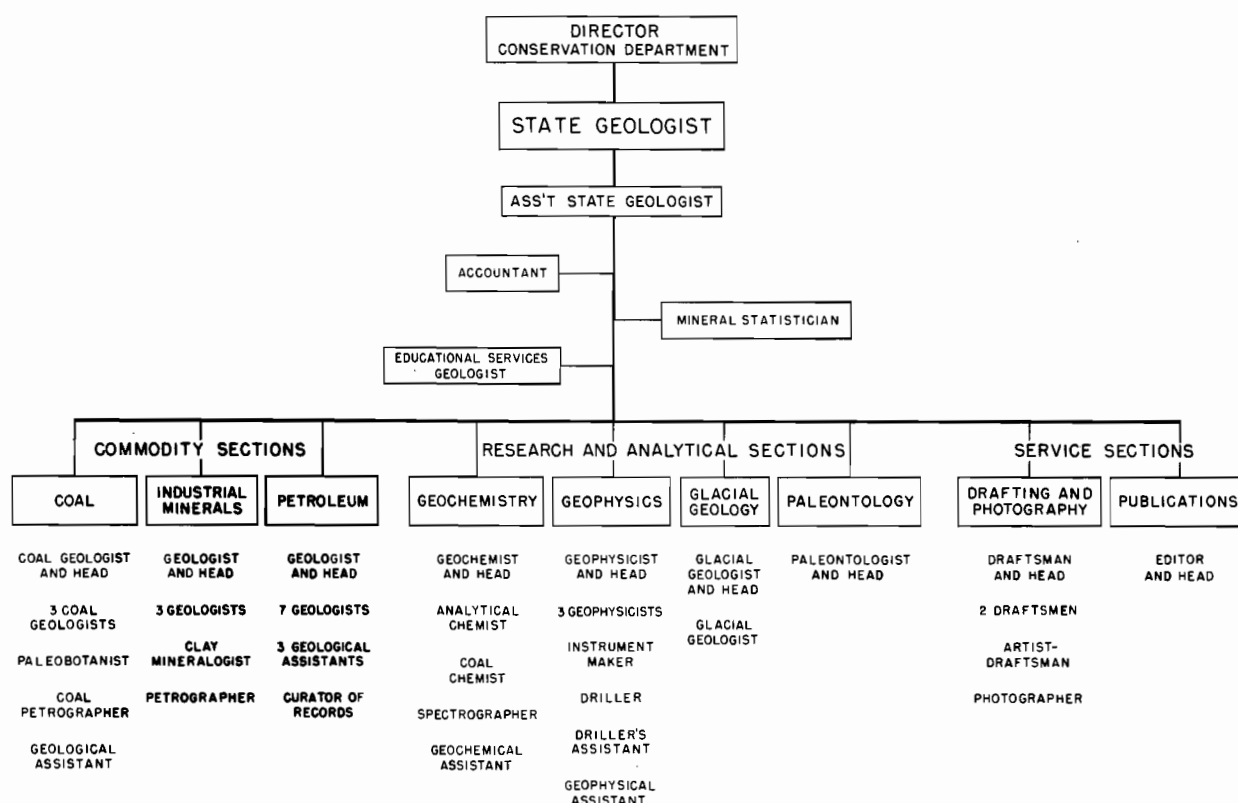 DIRECTOR
CONSERVATION DEPARTMENT
STATE GEOLOGIST
ASS'T STATE GEOLOGIST
ACCOUNTANT
MINERAL STATISTICIAN
EDUCATIONAL SERVICES
GEOLOGIST
COMMODITY SECTIONS
COAL
COAL GEOLOGIST
AND HEAD
3 COAL
GEOLOGISTS
PALEOBOTANIST
COAL
PETROGRAPHER
GEOLOGICAL
ASSISTANT
INDUSTRIAL
MINERALS
GEOLOGIST
AND HEAD
3 GEOLOGISTS
CLAY
MINERALOGIST
PETROGRAPHER
PETROLEUM
GEOLOGIST
AND HEAD
7 GEOLOGISTS
3 GEOLOGICAL
ASSISTANTS
CURATOR OF
RECORDS
RESEARCH AND ANALYTICAL SECTIONS
GEOCHEMISTRY
GEOCHEMIST
AND HEAD
ANALYTICAL
CHEMIST
COAL
CHEMIST
SPECTROGRAPHER
GEOCHEMICAL
ASSISTANT
GEOPHYSICS
GEOPHYSICIST
AND HEAD
3 GEOPHYSICISTS
INSTRUMENT
MAKER
DRILLER
DRILLER'S
ASSISTANT
GEOPHYSICAL
ASSISTANT
GLACIAL
GEOLOGY
GLACIAL
GEOLOGIST
AND HEAD
GLACIAL
GEOLOGIST
PALEONTOLOGY
PALEONTOLOGIST
AND HEAD
SERVICE SECTIONS
DRAFTING AND
PHOTOGRAPHY
DRAFTSMAN
AND HEAD
2 DRAFTSMEN
ARTIST-
DRAFTSMAN
PHOTOGRAPHER
PUBLICATIONS
EDITOR
AND HEAD